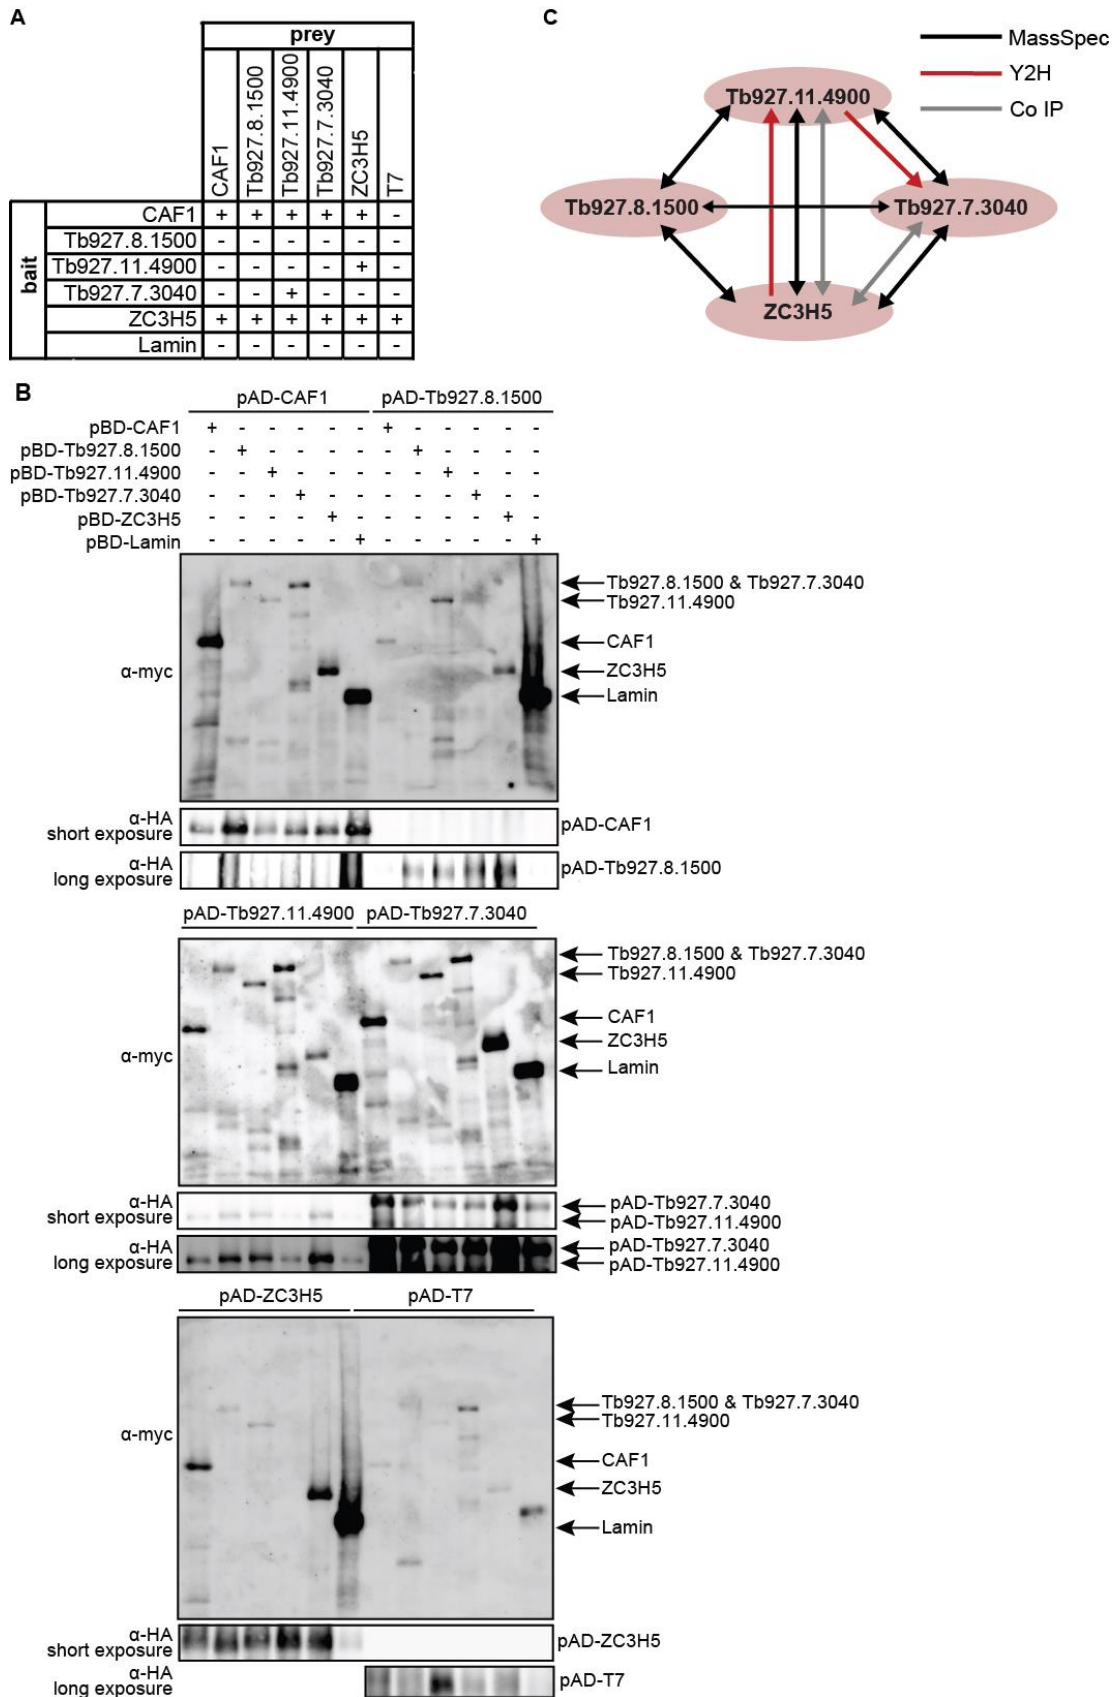 A
prey
CAF1
Tb927.8.1500
Tb927.11.4900
Tb927.7.3040
ZC3H5
T7
bait
CAF1 + + + + + -
Tb927.8.1500 - - - - - -
Tb927.11.4900 - - - - + -
Tb927.7.3040 - - + - - -
ZC3H5 + + + + + +
Lamin - - - - - -
C
MassSpec
Y2H
Co IP
Tb927.11.4900
Tb927.8.1500
Tb927.7.3040
ZC3H5
B
pAD-CAF1 pAD-Tb927.8.1500
pBD-CAF1 + - - - - - + - - - - -
pBD-Tb927.8.1500 - + - - - - - + - - - -
pBD-Tb927.11.4900 - - + - - - - - + - - -
pBD-Tb927.7.3040 - - - + - - - - - + - -
pBD-ZC3H5 - - - - + - - - - - + -
pBD-Lamin - - - - - + - - - - - +
Tb927.8.1500 & Tb927.7.3040
Tb927.11.4900
CAF1
α-myc
ZC3H5
Lamin
α-HA
short exposure
pAD-CAF1
α-HA
long exposure
pAD-Tb927.8.1500
pAD-Tb927.11.4900 pAD-Tb927.7.3040
Tb927.8.1500 & Tb927.7.3040
Tb927.11.4900
CAF1
ZC3H5
α-myc
Lamin
α-HA
short exposure
pAD-Tb927.7.3040
pAD-Tb927.11.4900
α-HA
long exposure
pAD-Tb927.7.3040
pAD-Tb927.11.4900
pAD-ZC3H5 pAD-T7
Tb927.8.1500 & Tb927.7.3040
Tb927.11.4900
α-myc
CAF1
ZC3H5
Lamin
α-HA
short exposure
pAD-ZC3H5
α-HA
long exposure
pAD-T7